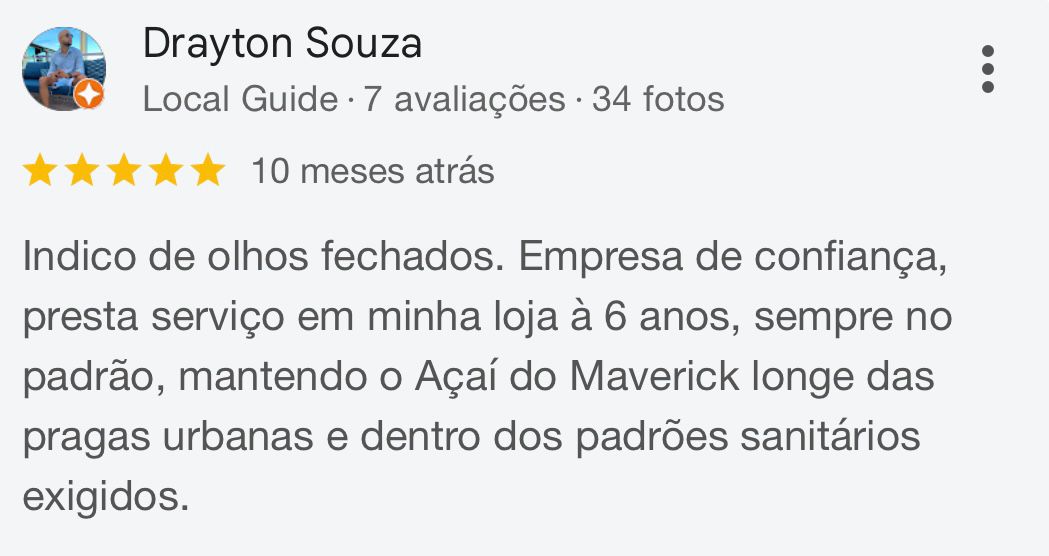 Drayton Souza
Local Guide · 7 avaliações · 34 fotos
10 meses atrás
Indico de olhos fechados. Empresa de confiança,
presta serviço em minha loja à 6 anos, sempre no
padrão, mantendo o Açaí do Maverick longe das
pragas urbanas e dentro dos padrões sanitários
exigidos.